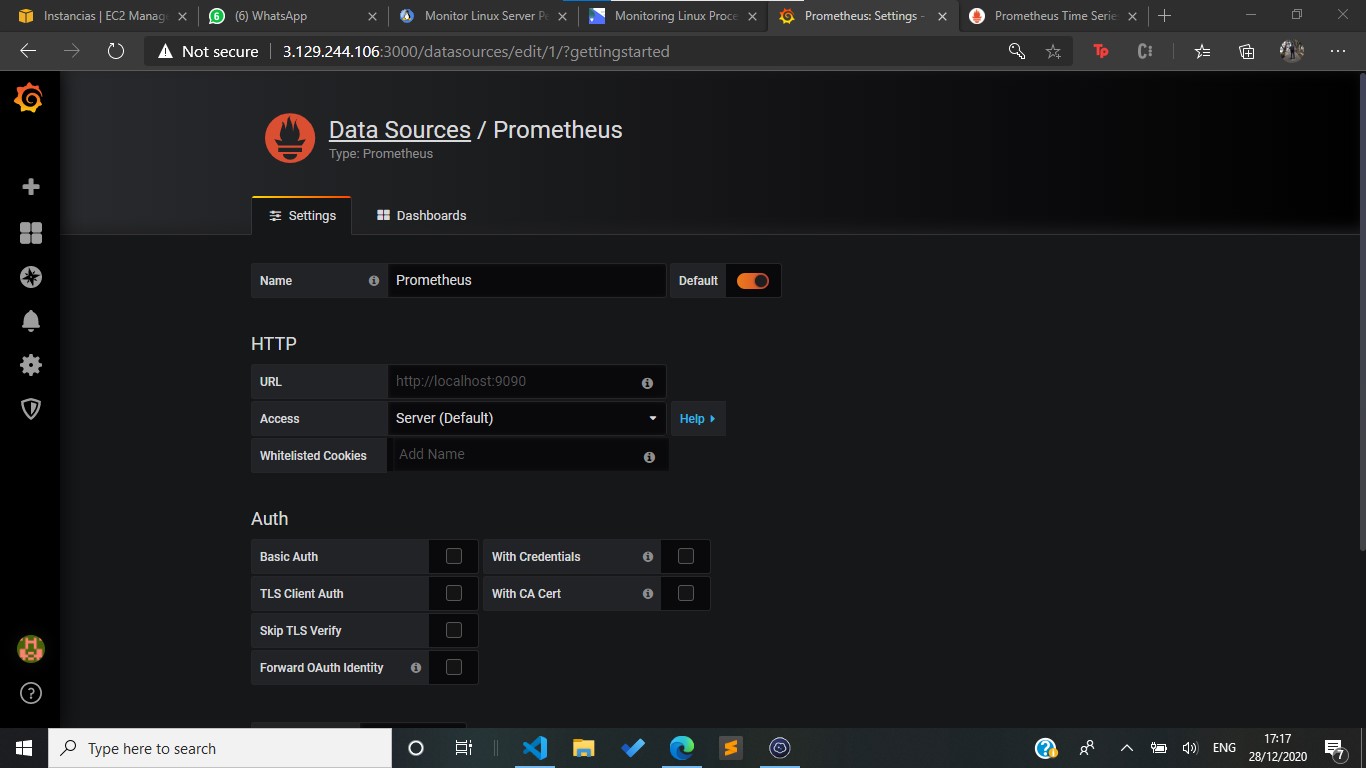 Instancias | EC2 Manag
(6) WhatsApp
Monitor Linux Server Pe
Monitoring Linux Proce
Prometheus: Settings -
Prometheus Time Serie
Not secure
3.129.244.106:3000/datasources/edit/1/?gettingstarted
Data Sources / Prometheus
Type: Prometheus
Settings
Dashboards
Name
Prometheus
Default
HTTP
URL
http://localhost:9090
Access
Server (Default)
Help
Whitelisted Cookies
Add Name
Auth
Basic Auth
With Credentials
TLS Client Auth
With CA Cert
Skip TLS Verify
Forward OAuth Identity
Type here to search
ENG
17:17
28/12/2020
7